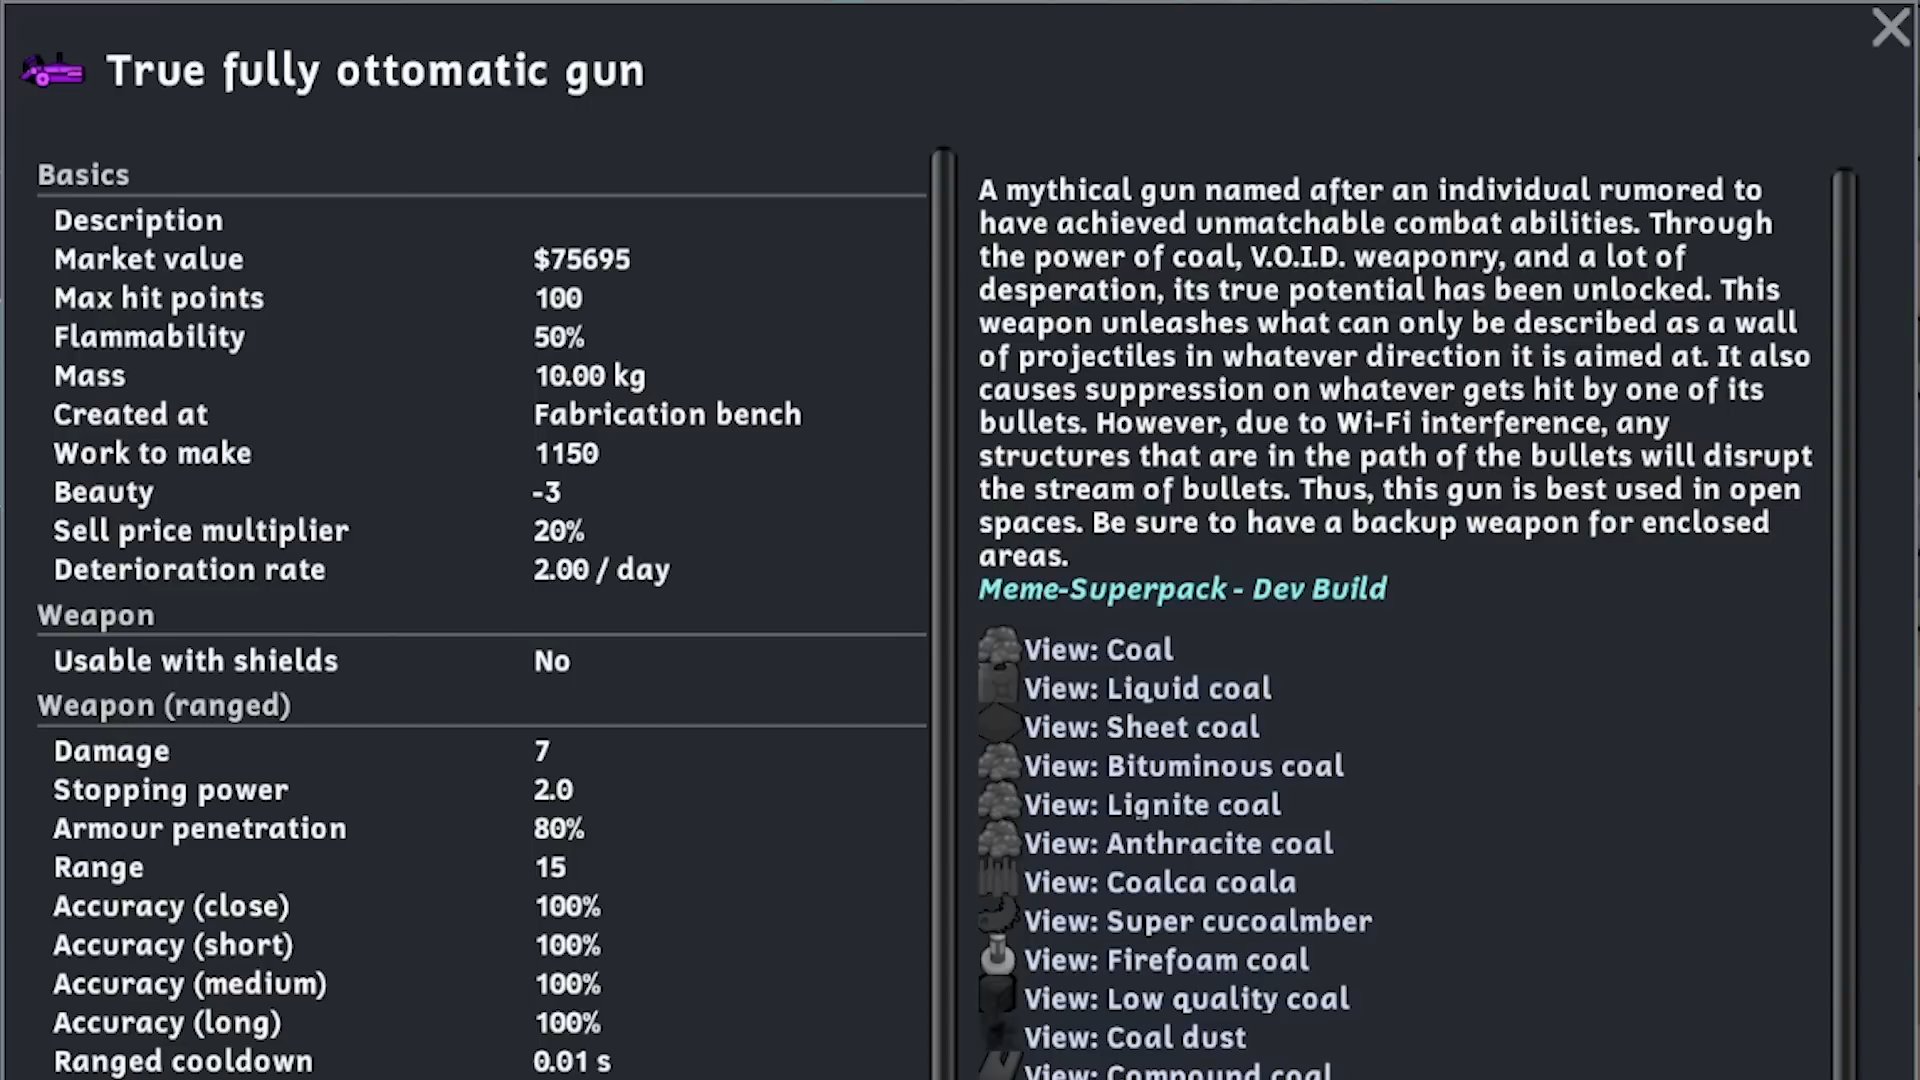 True fully ottomatic gun
Basics
Description
Market value $75695
Max hit points 100
Flammability 50%
Mass 10.00 kg
Created at Fabrication bench
Work to make 1150
Beauty -3
Sell price multiplier 20%
Deterioration rate 2.00 / day
Weapon
Usable with shields No
Weapon (ranged)
Damage 7
Stopping power 2.0
Armour penetration 80%
Range 15
Accuracy (close) 100%
Accuracy (short) 100%
Accuracy (medium) 100%
Accuracy (long) 100%
Ranged cooldown 0.01 s
A mythical gun named after an individual rumored to
have achieved unmatchable combat abilities. Through
the power of coal, V.O.I.D. weaponry, and a lot of
desperation, its true potential has been unlocked. This
weapon unleashes what can only be described as a wall
of projectiles in whatever direction it is aimed at. It also
causes suppression on whatever gets hit by one of its
bullets. However, due to Wi-Fi interference, any
structures that are in the path of the bullets will disrupt
the stream of bullets. Thus, this gun is best used in open
spaces. Be sure to have a backup weapon for enclosed
areas.
Meme-Superpack - Dev Build
View: Coal
View: Liquid coal
View: Sheet coal
View: Bituminous coal
View: Lignite coal
View: Anthracite coal
View: Coalca coala
View: Super cucoalmber
View: Firefoam coal
View: Low quality coal
View: Coal dust
View: Compound coal